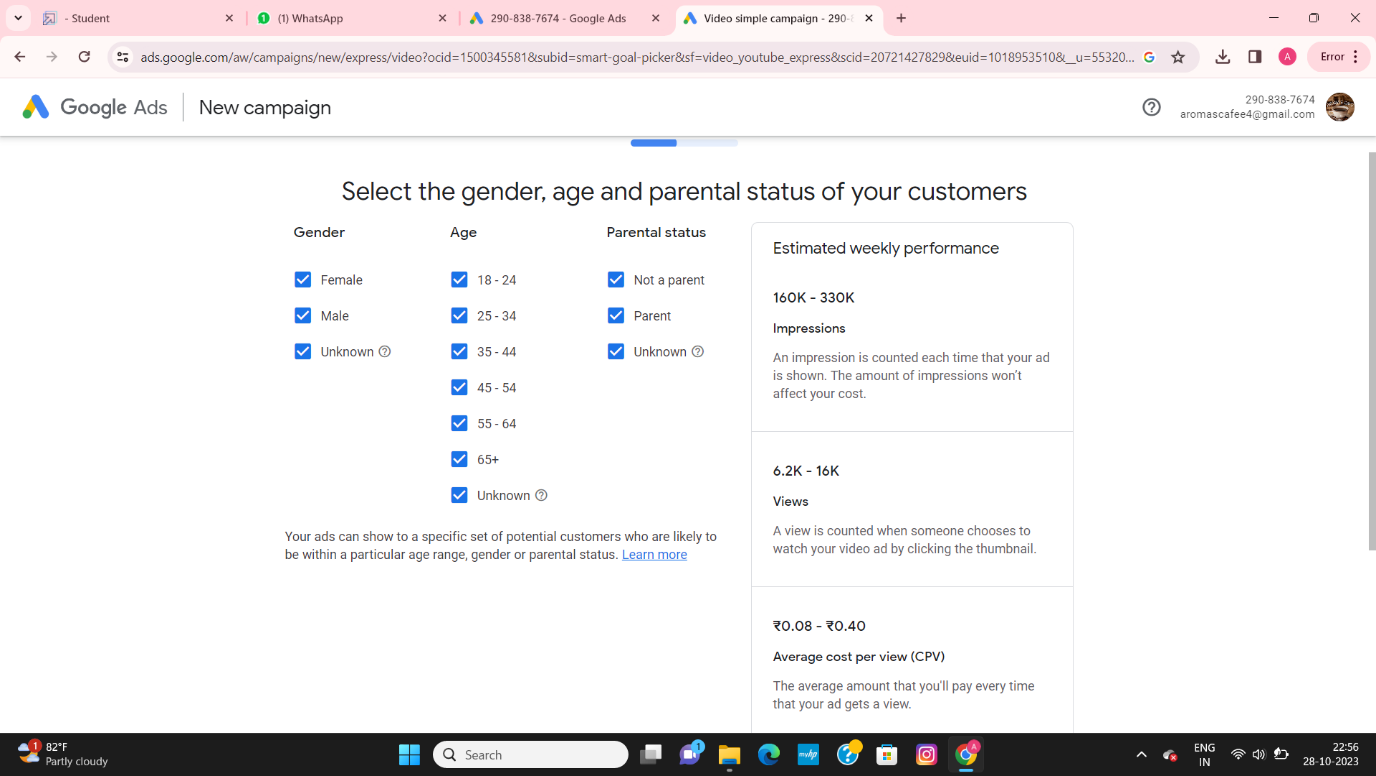 - Student
1
(1) WhatsApp
290-838-7674 - Google Ads
Video simple campaign - 290-8
ads.google.com/aw/campaigns/new/express/video?ocid=1500345581&subid=smart-goal-picker&sf=video_youtube_express&scid=20721427829&euid=1018953510&__u=55320...
A
Error
Google Ads
New campaign
290-838-7674
aromascafee4@gmail.com
Select the gender, age and parental status of your customers
Gender
Female
Male
Unknown
Age
18 - 24
25 - 34
35 - 44
45 - 54
55 - 64
65+
Unknown
Parental status
Not a parent
Parent
Unknown
Your ads can show to a specific set of potential customers who are likely to
be within a particular age range, gender or parental status. Learn more
Estimated weekly performance
160K - 330K
Impressions
An impression is counted each time that your ad
is shown. The amount of impressions won't
affect your cost.
6.2K - 16K
Views
A view is counted when someone chooses to
watch your video ad by clicking the thumbnail.
₹0.08 - ₹0.40
Average cost per view (CPV)
The average amount that you'll pay every time
that your ad gets a view.
1
82°F
Partly cloudy
Search
1
myhp
A
ENG
IN
22:56
28-10-2023